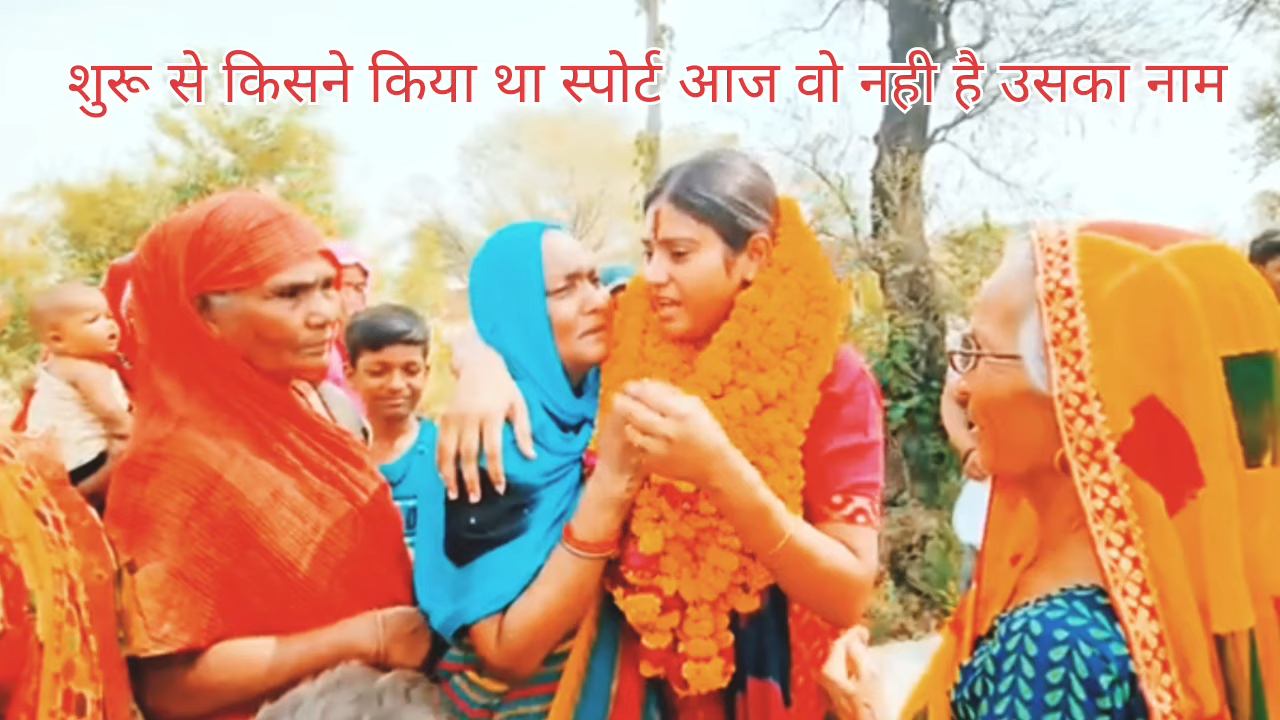 शुरू से किसने किया था स्पोर्ट आज वो नही है उसका नाम